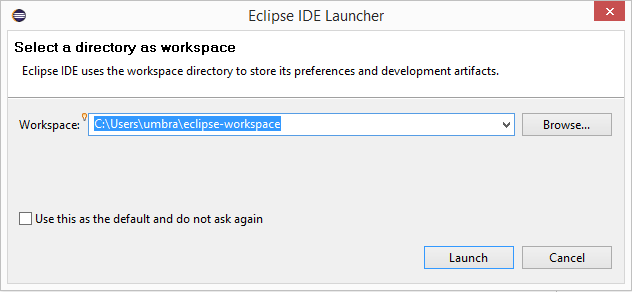 Eclipse IDE Launcher
Select a directory as workspace
Eclipse IDE uses the workspace directory to store its preferences and development artifacts.
Workspace: C:\Users\umbra\eclipse-workspace Browse...
Use this as the default and do not ask again
Launch Cancel